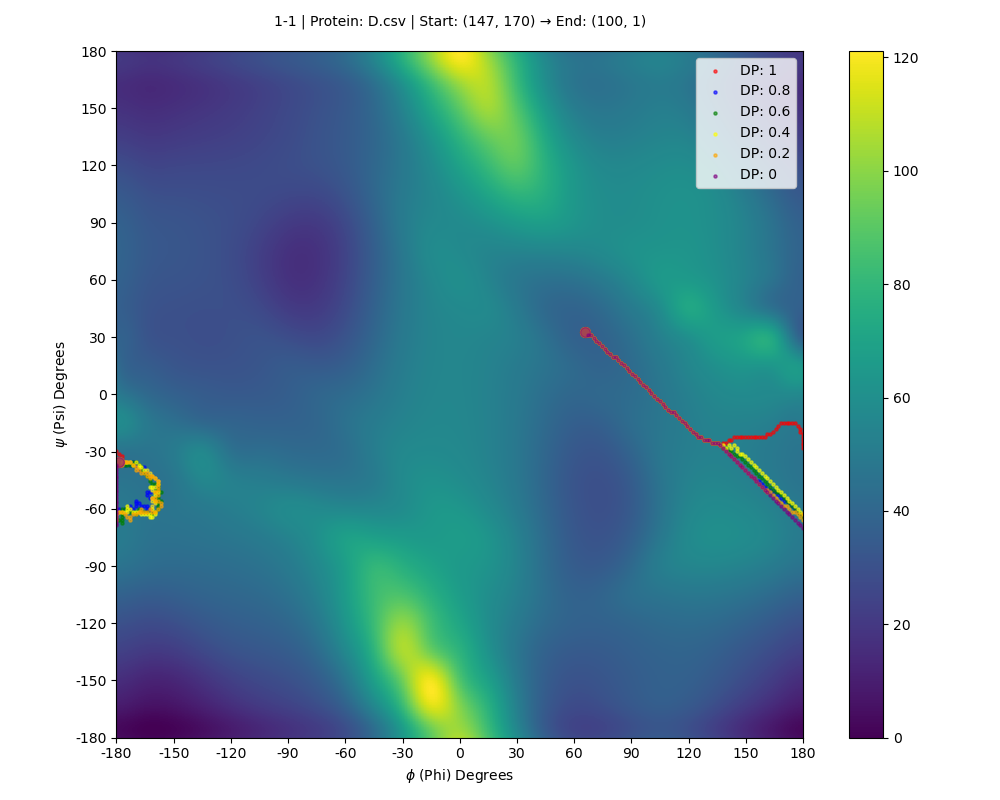 1-1 | Protein: D.csv | Start: (147, 170) → End: (100, 1)
DP: 1
DP: 0.8
DP: 0.6
DP: 0.4
DP: 0.2
DP: 0
180
150
120
90
60
30
0
-30
-60
-90
-120
-150
-180
ψ (Psi) Degrees
-180 -150 -120 -90 -60 -30 0 30 60 90 120 150 180
ϕ (Phi) Degrees
120
100
80
60
40
20
0